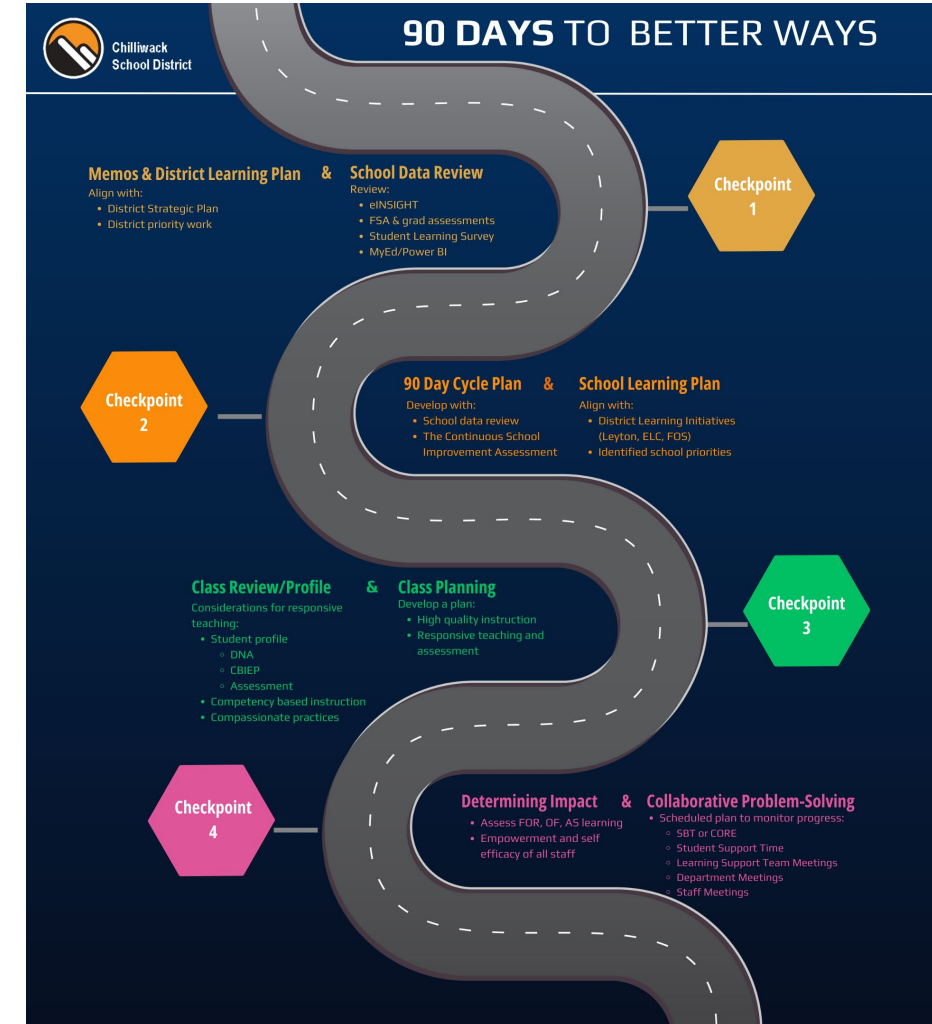 Chilliwack
School District
90 DAYS TO BETTER WAYS
Memos & District Learning Plan & School Data Review
Align with:
• District Strategic Plan
• District priority work
Review:
• eINSIGHT
• FSA & grad assessments
• Student Learning Survey
• MyEd/Power BI
Checkpoint
1
Checkpoint
2
90 Day Cycle Plan & School Learning Plan
Develop with:
• School data review
• The Continuous School
Improvement Assessment
Align with:
• District Learning Initiatives
(Leyton, ELC, FOS)
• Identified school priorities
Class Review/Profile & Class Planning
Considerations for responsive
teaching:
• Student profile
◦ DNA
◦ CBIEP
◦ Assessment
• Competency based instruction
• Compassionate practices
Develop a plan:
• High quality instruction
• Responsive teaching and
assessment
Checkpoint
3
Checkpoint
4
Determining Impact & Collaborative Problem-Solving
• Assess FOR, OF, AS learning
• Empowerment and self
efficacy of all staff
• Scheduled plan to monitor progress:
◦ SBT or CORE
◦ Student Support Time
◦ Learning Support Team Meetings
◦ Department Meetings
◦ Staff Meetings